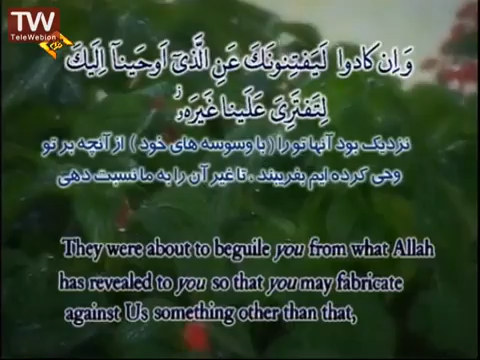 TW
TeleWebion
وَإِن كَادُوا لَيَفْتِنُونَكَ عَنِ الَّذِىٓ أَوْحَيْنَآ إِلَيْكَ
لِتَفْتَرِىَ عَلَيْنَا غَيْرَهُۥ
نزدیک بود آنها تو را (با وسوسه های خود) از آنچه بر تو
وحی کرده ایم بفریبند، تا غیر آن را به ما نسبت دهی
They were about to beguile you from what Allah
has revealed to you so that you may fabricate
against Us something other than that,